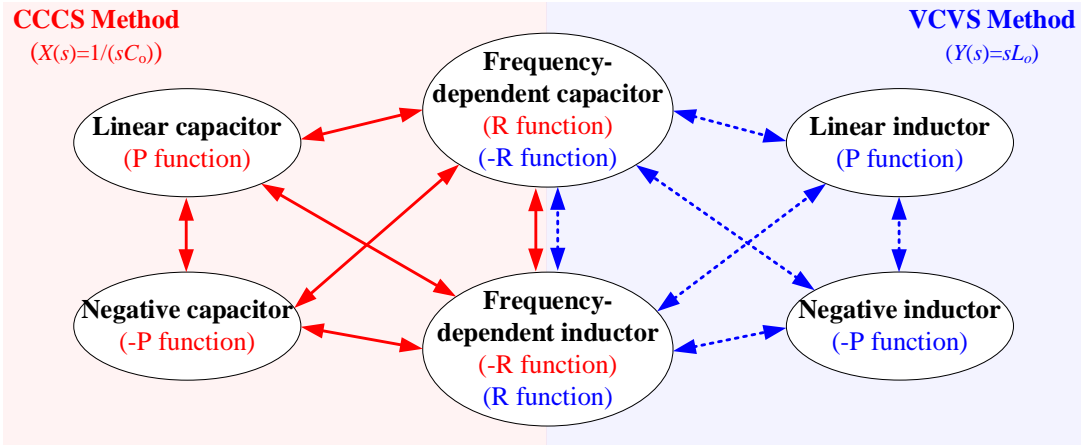 CCCS Method
(X(s)=1/(sCo))
VCVS Method
(Y(s)=sLo)
Frequency-
dependent capacitor
(R function)
(-R function)
Linear capacitor
(P function)
Linear inductor
(P function)
Negative capacitor
(-P function)
Frequency-
dependent inductor
(-R function)
(R function)
Negative inductor
(-P function)